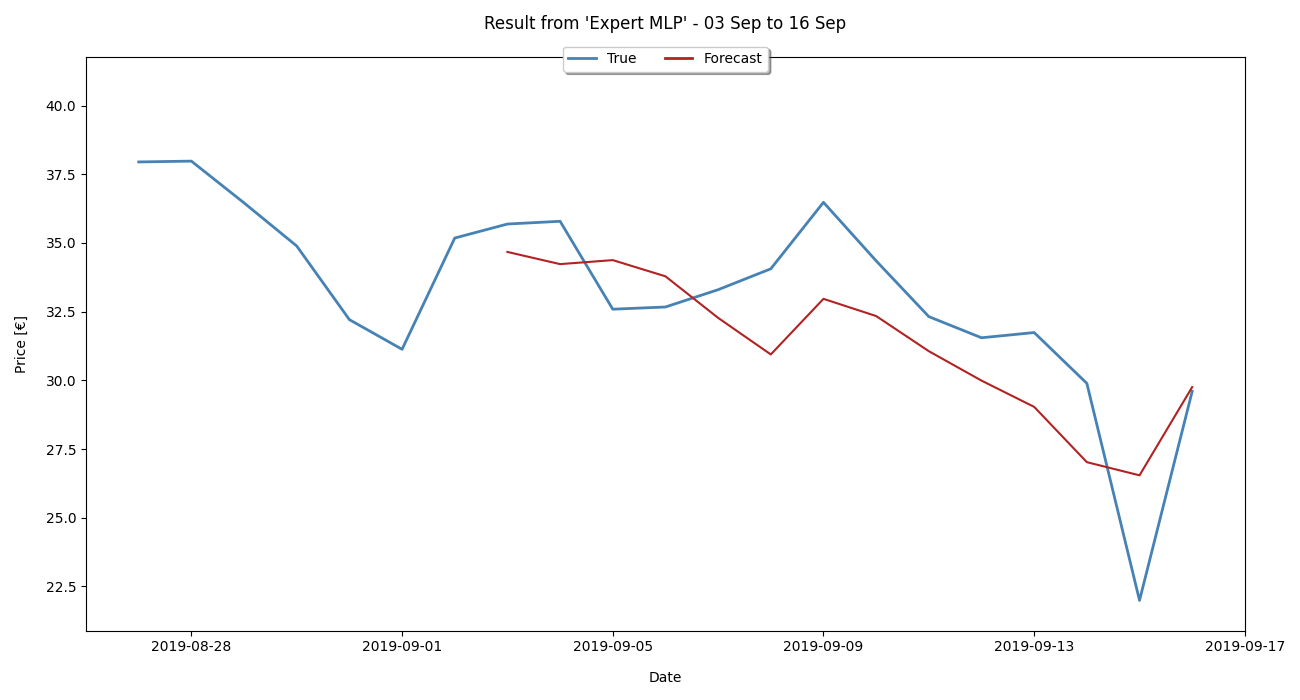 Result from 'Expert MLP' - 03 Sep to 16 Sep
True Forecast
40.0
37.5
35.0
32.5
30.0
27.5
25.0
22.5
Price [€]
2019-08-28 2019-09-01 2019-09-05 2019-09-09 2019-09-13 2019-09-17
Date